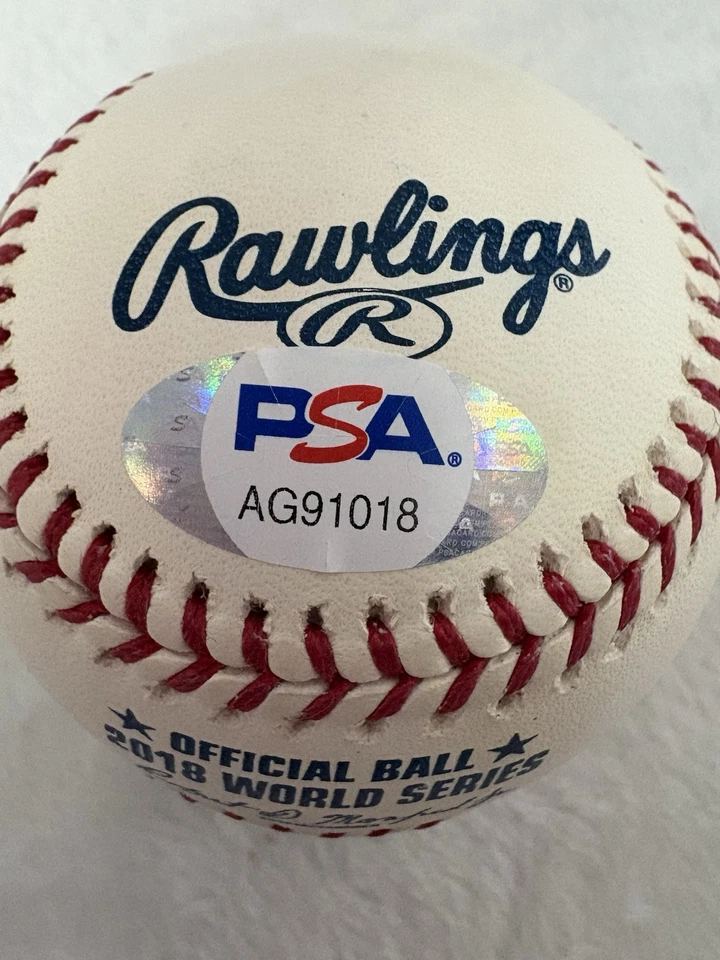 Rawlings®
R
PSA®
AG91018
★ OFFICIAL BALL ★
2018 WORLD SERIES